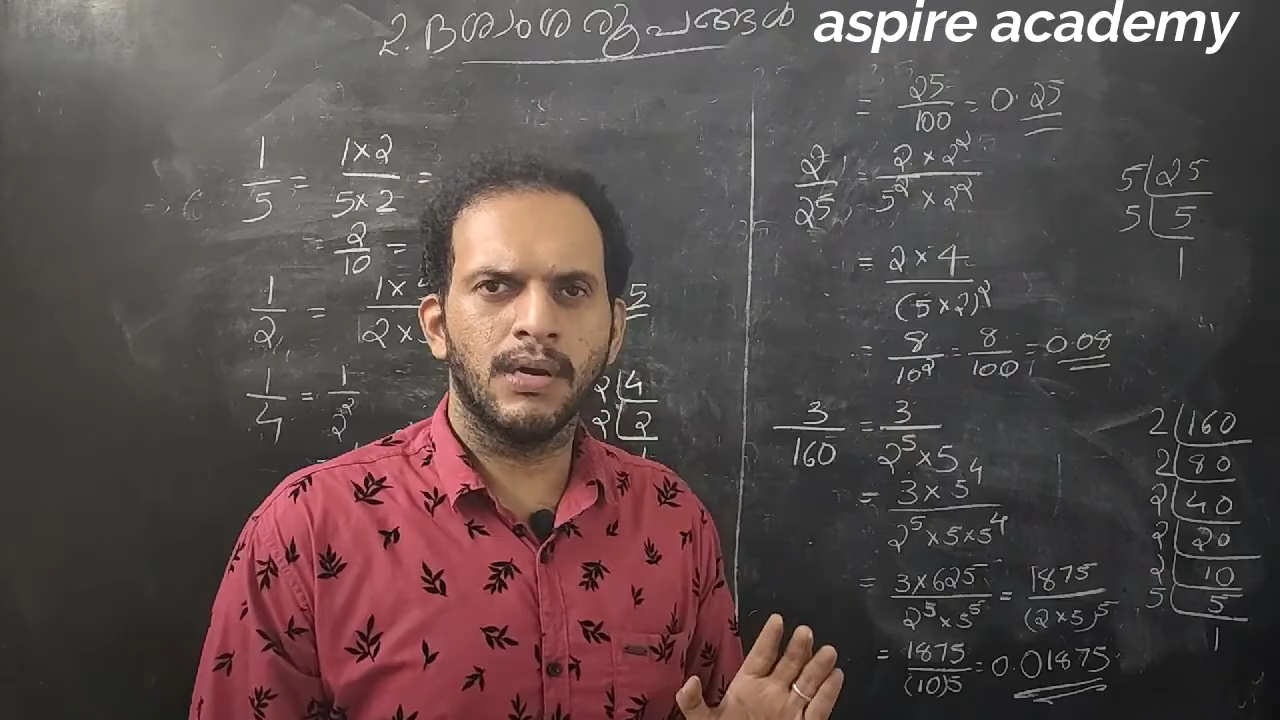 aspire academy
2. ദശാംശരൂപങ്ങൾ
1/5 = 1×2/5×2 =
= 2/10 =
1/2 = 1×
2×5
1/4 = 1/2²
2 | 4
2 | 2
= 25/100 = 0.25
2/25 = 2×2²/5²×2²
= 2×4/(5×2)²
= 8/10² = 8/100 = 0.08
5 | 25
5 | 5
1
3/160 = 3/2⁵×5
= 3×5⁴/2⁵×5×5⁴
= 3×625/2⁵×5⁵ = 1875/(2×5)⁵
= 1875/(10)5 = 0.01875
2 | 160
2 | 80
2 | 40
2 | 20
2 | 10
5 | 5
1